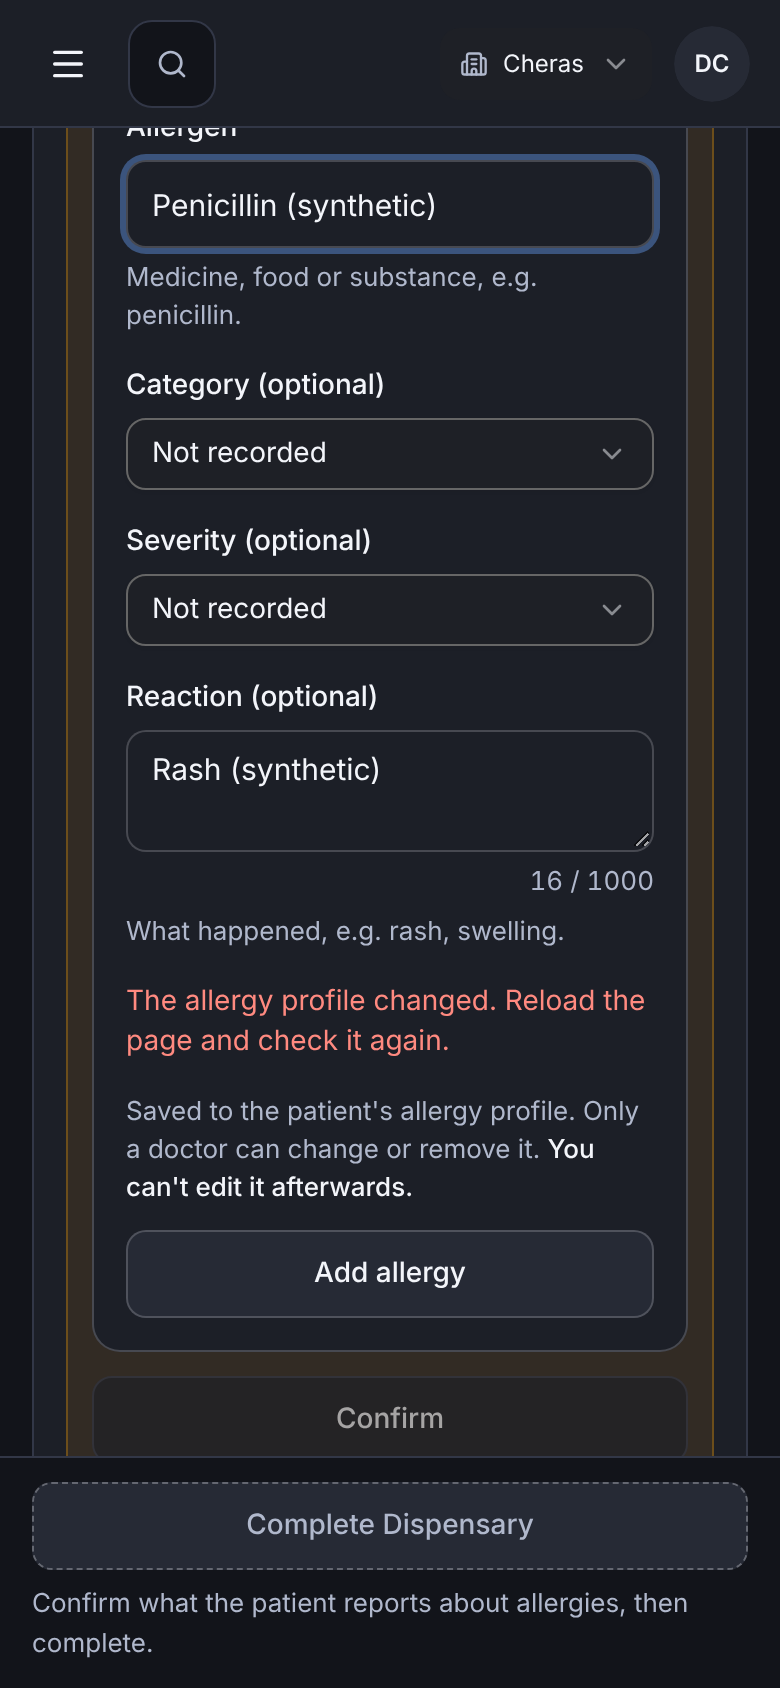 Cheras
DC
Allergen
Penicillin (synthetic)
Medicine, food or substance, e.g.
penicillin.
Category (optional)
Not recorded
Severity (optional)
Not recorded
Reaction (optional)
Rash (synthetic)
16 / 1000
What happened, e.g. rash, swelling.
The allergy profile changed. Reload the
page and check it again.
Saved to the patient's allergy profile. Only
a doctor can change or remove it. You
can't edit it afterwards.
Add allergy
Confirm
Complete Dispensary
Confirm what the patient reports about allergies, then
complete.